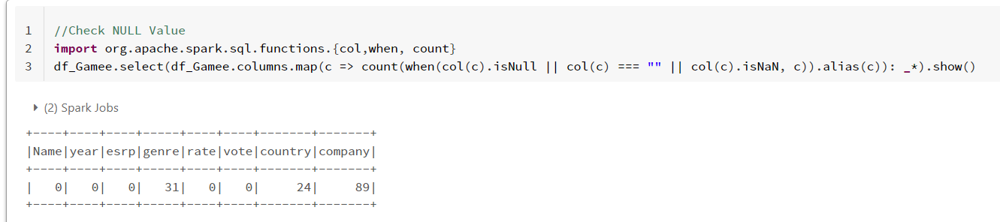 1 //Check NULL Value
2 import org.apache.spark.sql.functions.{col,when, count}
3 df_Gamee.select(df_Gamee.columns.map(c => count(when(col(c).isNull || col(c) === "" || col(c).isNaN, c)).alias(c)): _*).show()
(2) Spark Jobs
+----+----+----+-----+----+----+-------+-------+
|Name|year|esrp|genre|rate|vote|country|company|
+----+----+----+-----+----+----+-------+-------+
|   0|   0|   0|   31|   0|   0|     24|     89|
+----+----+----+-----+----+----+-------+-------+